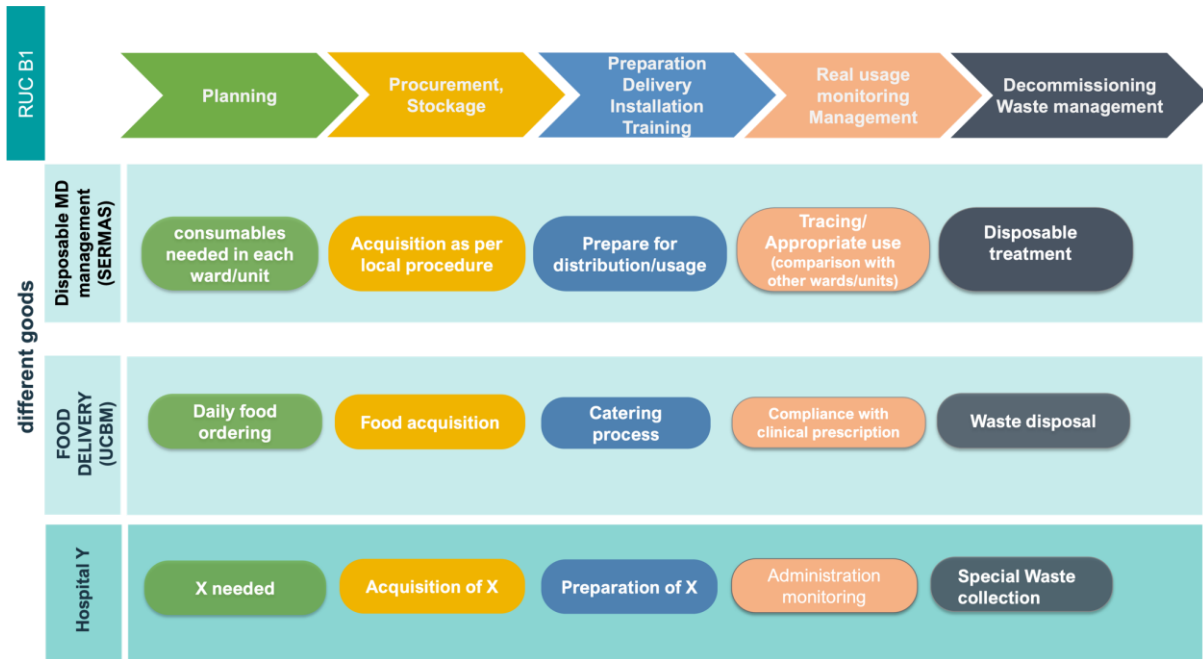 RUC B1
Planning
Procurement,
Stockage
Preparation
Delivery
Installation
Training
Real usage
monitoring
Management
Decommissioning
Waste management
different goods
Disposable MD
management
(SERMAS)
consumables
needed in each
ward/unit
Acquisition as per
local procedure
Prepare for
distribution/usage
Tracing/
Appropriate use
(comparison with
other wards/units)
Disposable
treatment
FOOD
DELIVERY
(UCBM)
Daily food
ordering
Food acquisition
Catering
process
Compliance with
clinical prescription
Waste disposal
Hospital Y
X needed
Acquisition of X
Preparation of X
Administration
monitoring
Special Waste
collection